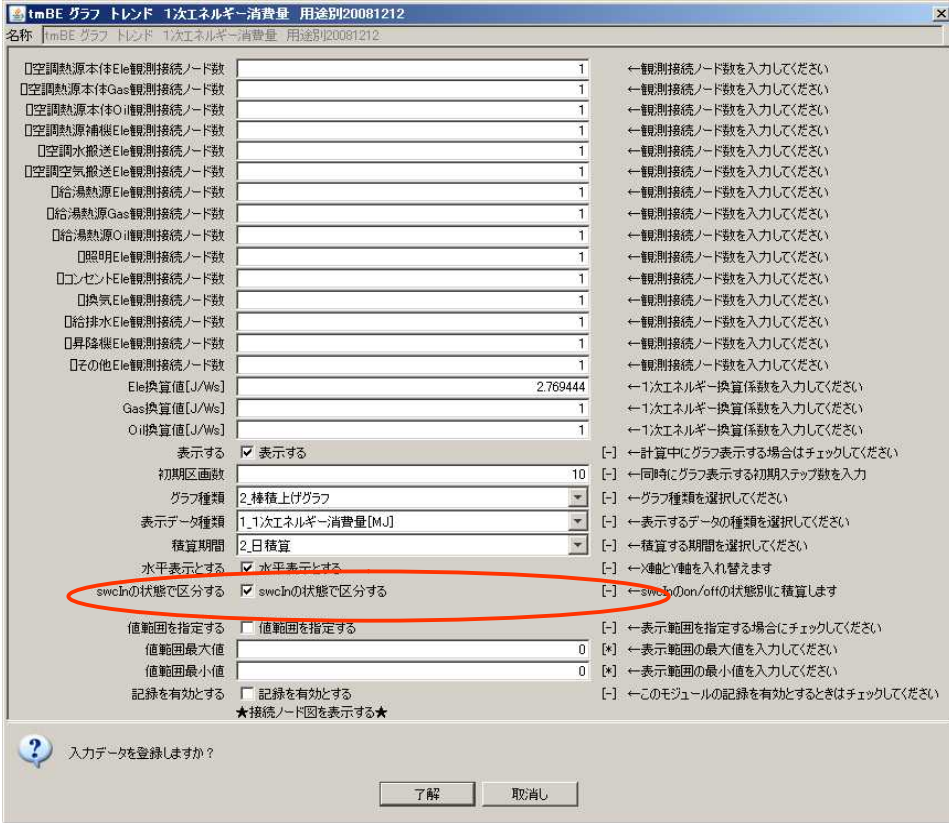 tmBE グラフ トレンド 1次エネルギー消費量 用途別20081212
名称 tmBE グラフ トレンド 1次エネルギー消費量 用途別20081212
[]空調熱源本体Ele観測接続ノード数 1 ←観測接続ノード数を入力してください
[]空調熱源本体Gas観測接続ノード数 1 ←観測接続ノード数を入力してください
[]空調熱源本体Oil観測接続ノード数 1 ←観測接続ノード数を入力してください
[]空調熱源補機Ele観測接続ノード数 1 ←観測接続ノード数を入力してください
[]空調水搬送Ele観測接続ノード数 1 ←観測接続ノード数を入力してください
[]空調空気搬送Ele観測接続ノード数 1 ←観測接続ノード数を入力してください
[]給湯熱源Ele観測接続ノード数 1 ←観測接続ノード数を入力してください
[]給湯熱源Gas観測接続ノード数 1 ←観測接続ノード数を入力してください
[]給湯熱源Oil観測接続ノード数 1 ←観測接続ノード数を入力してください
[]照明Ele観測接続ノード数 1 ←観測接続ノード数を入力してください
[]コンセントEle観測接続ノード数 1 ←観測接続ノード数を入力してください
[]換気Ele観測接続ノード数 1 ←観測接続ノード数を入力してください
[]給排水Ele観測接続ノード数 1 ←観測接続ノード数を入力してください
[]昇降機Ele観測接続ノード数 1 ←観測接続ノード数を入力してください
[]その他Ele観測接続ノード数 1 ←観測接続ノード数を入力してください
Ele換算値[J/Ws] 2.769444 ←1次エネルギー換算係数を入力してください
Gas換算値[J/Ws] 1 ←1次エネルギー換算係数を入力してください
Oil換算値[J/Ws] 1 ←1次エネルギー換算係数を入力してください
表示する 表示する [-] ←計算中にグラフ表示する場合はチェックしてください
初期区画数 10 [-] ←同時にグラフ表示する初期ステップ数を入力
グラフ種類 2_棒積上げグラフ [-] ←グラフ種類を選択してください
表示データ種類 1_1次エネルギー消費量[MJ] [-] ←表示するデータの種類を選択してください
積算期間 2_日積算 [-] ←積算する期間を選択してください
水平表示とする 水平表示とする [-] ←X軸とY軸を入れ替えます
swcInの状態で区分する swcInの状態で区分する [-] ←swcInのon/offの状態別に積算します
値範囲を指定する 値範囲を指定する [-] ←表示範囲を指定する場合にチェックしてください
値範囲最大値 0 [*] ←表示範囲の最大値を入力してください
値範囲最小値 0 [*] ←表示範囲の最小値を入力してください
記録を有効とする 記録を有効とする [-] ←このモジュールの記録を有効とするときはチェックしてください
★接続ノード図を表示する★
入力データを登録しますか？
了解 取消し